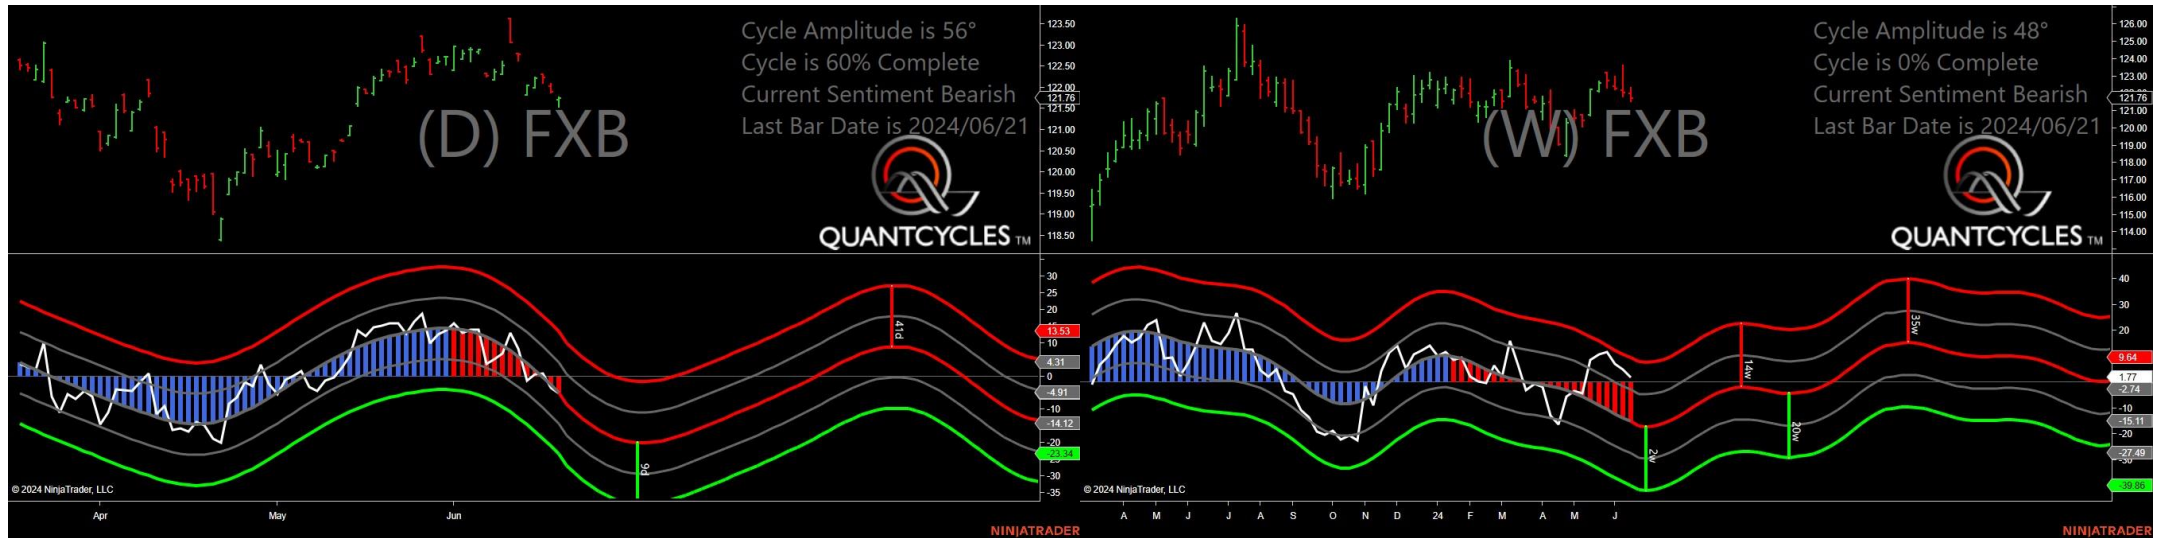 Cycle Amplitude is 56°
Cycle is 60% Complete
Current Sentiment Bearish
Last Bar Date is 2024/06/21
(D) FXB
QUANTCYCLES TM
123.50
123.00
122.50
122.00
121.76
121.50
121.00
120.50
120.00
119.50
119.00
118.50
30
25
20
13.53
10
4.31
0
-4.91
-10
-14.12
-20
-23.34
-30
-35
41d
9d
© 2024 NinjaTrader, LLC
Apr
May
Jun
NINJATRADER
Cycle Amplitude is 48°
Cycle is 0% Complete
Current Sentiment Bearish
Last Bar Date is 2024/06/21
(W) FXB
QUANTCYCLES TM
126.00
125.00
124.00
123.00
121.76
121.00
120.00
119.00
118.00
117.00
116.00
115.00
114.00
40
30
20
9.64
1.77
-2.74
-10
-15.11
-20
-27.49
-30
-39.86
14w
35w
20w
2w
© 2024 NinjaTrader, LLC
A M J J A S O N D 24 F M A M J
NINJATRADER